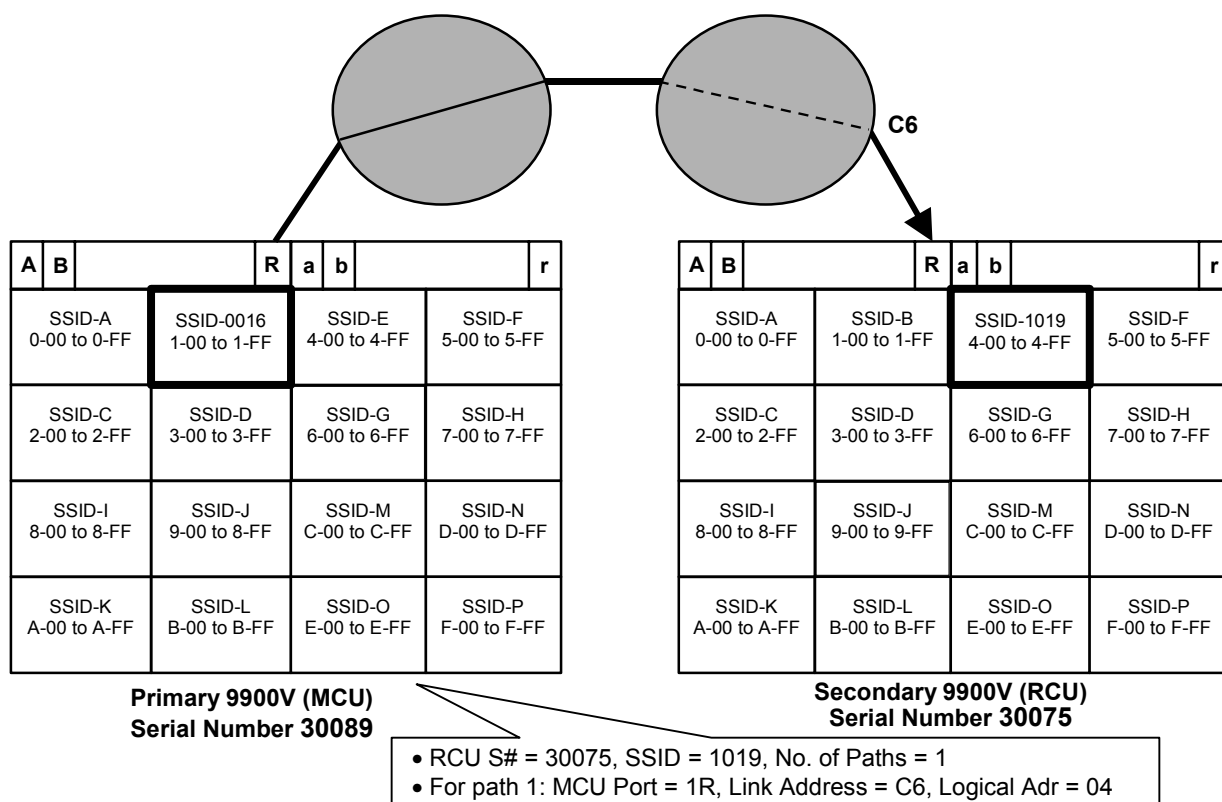 C6
A B R a b r
A B R a b r
SSID-A
0-00 to 0-FF
SSID-0016
1-00 to 1-FF
SSID-E
4-00 to 4-FF
SSID-F
5-00 to 5-FF
SSID-C
2-00 to 2-FF
SSID-D
3-00 to 3-FF
SSID-G
6-00 to 6-FF
SSID-H
7-00 to 7-FF
SSID-I
8-00 to 8-FF
SSID-J
9-00 to 8-FF
SSID-M
C-00 to C-FF
SSID-N
D-00 to D-FF
SSID-K
A-00 to A-FF
SSID-L
B-00 to B-FF
SSID-O
E-00 to E-FF
SSID-P
F-00 to F-FF
SSID-A
0-00 to 0-FF
SSID-B
1-00 to 1-FF
SSID-1019
4-00 to 4-FF
SSID-F
5-00 to 5-FF
SSID-C
2-00 to 2-FF
SSID-D
3-00 to 3-FF
SSID-G
6-00 to 6-FF
SSID-H
7-00 to 7-FF
SSID-I
8-00 to 8-FF
SSID-J
9-00 to 9-FF
SSID-M
C-00 to C-FF
SSID-N
D-00 to D-FF
SSID-K
A-00 to A-FF
SSID-L
B-00 to B-FF
SSID-O
E-00 to E-FF
SSID-P
F-00 to F-FF
Primary 9900V (MCU)
Serial Number 30089
Secondary 9900V (RCU)
Serial Number 30075
• RCU S# = 30075, SSID = 1019, No. of Paths = 1
• For path 1: MCU Port = 1R, Link Address = C6, Logical Adr = 04